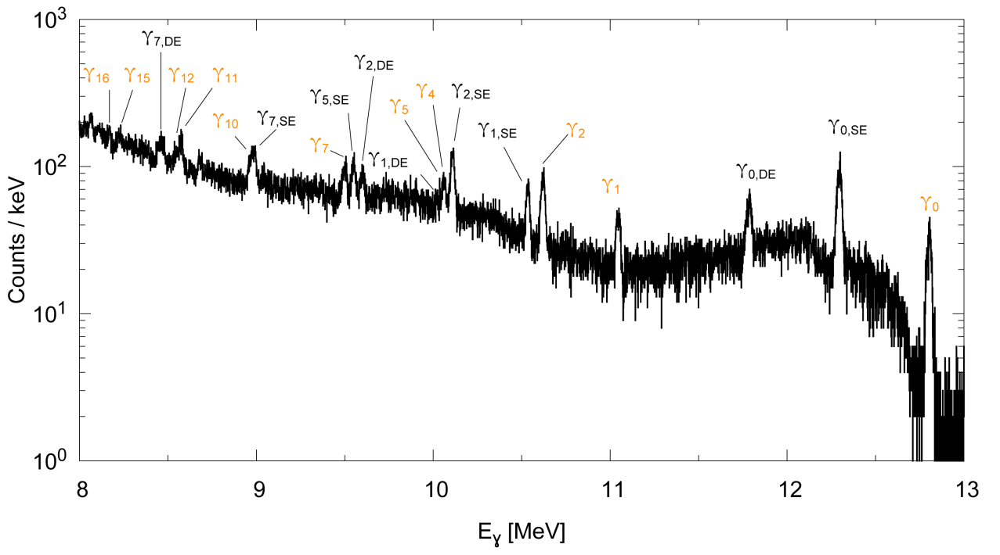 10³
γ7,DE
γ2,DE
γ16
γ15
γ12
γ11
γ5,SE
γ4
γ2,SE
γ5
γ10
γ7,SE
γ1,SE
γ2
γ0,SE
γ7
γ1,DE
10²
γ0,DE
γ1
γ0
Counts / keV
10¹
10⁰
8 9 10 11 12 13
Eγ [MeV]